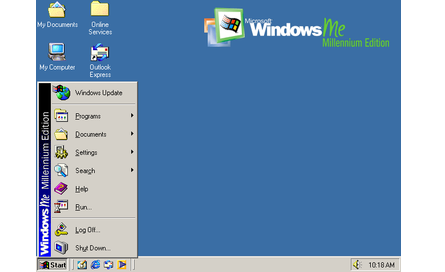 My Documents
Online
Services
My Computer
Outlook
Express
Microsoft
Windows Me
Millennium Edition
Windows Update
Programs
Documents
Settings
Search
Help
Run...
Log Off...
Shut Down...
Windows Me Millennium Edition
Start
10:18 AM